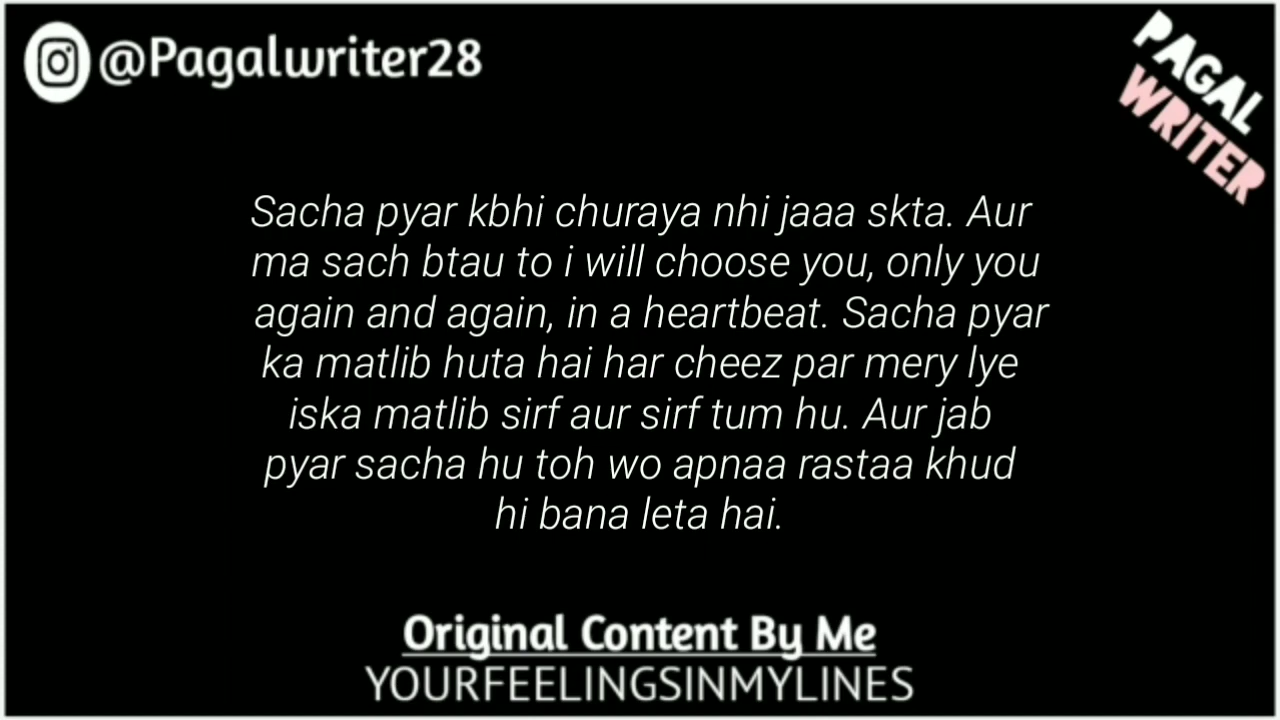 @Pagalwriter28
PAGAL
WRITER
Sacha pyar kbhi churaya nhi jaaa skta. Aur
ma sach btau to i will choose you, only you
again and again, in a heartbeat. Sacha pyar
ka matlib huta hai har cheez par mery lye
iska matlib sirf aur sirf tum hu. Aur jab
pyar sacha hu toh wo apnaa rastaa khud
hi bana leta hai.
Original Content By Me
YOURFEELINGSINMYLINES